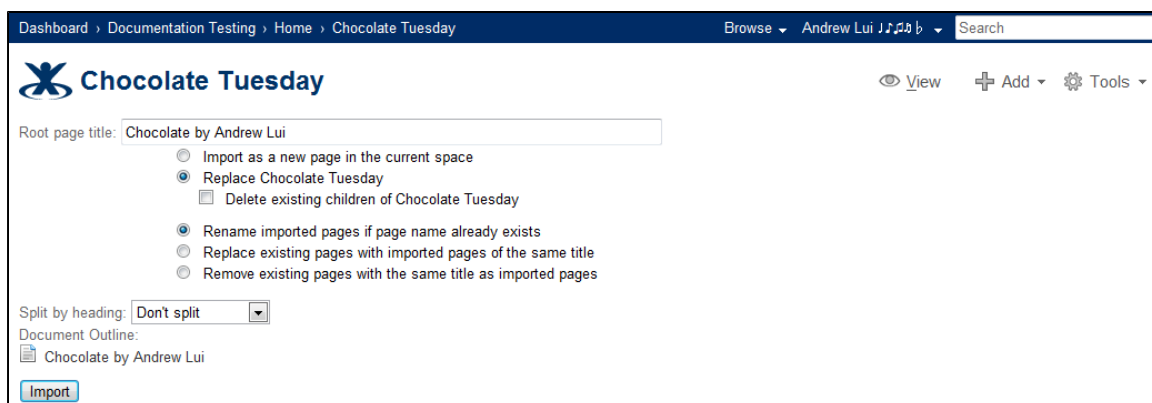 Dashboard › Documentation Testing › Home › Chocolate Tuesday Browse Andrew Lui ♩♪♫♫♭ Search
Chocolate Tuesday View Add Tools
Root page title: Chocolate by Andrew Lui
Import as a new page in the current space
Replace Chocolate Tuesday
Delete existing children of Chocolate Tuesday
Rename imported pages if page name already exists
Replace existing pages with imported pages of the same title
Remove existing pages with the same title as imported pages
Split by heading: Don't split
Document Outline:
Chocolate by Andrew Lui
Import